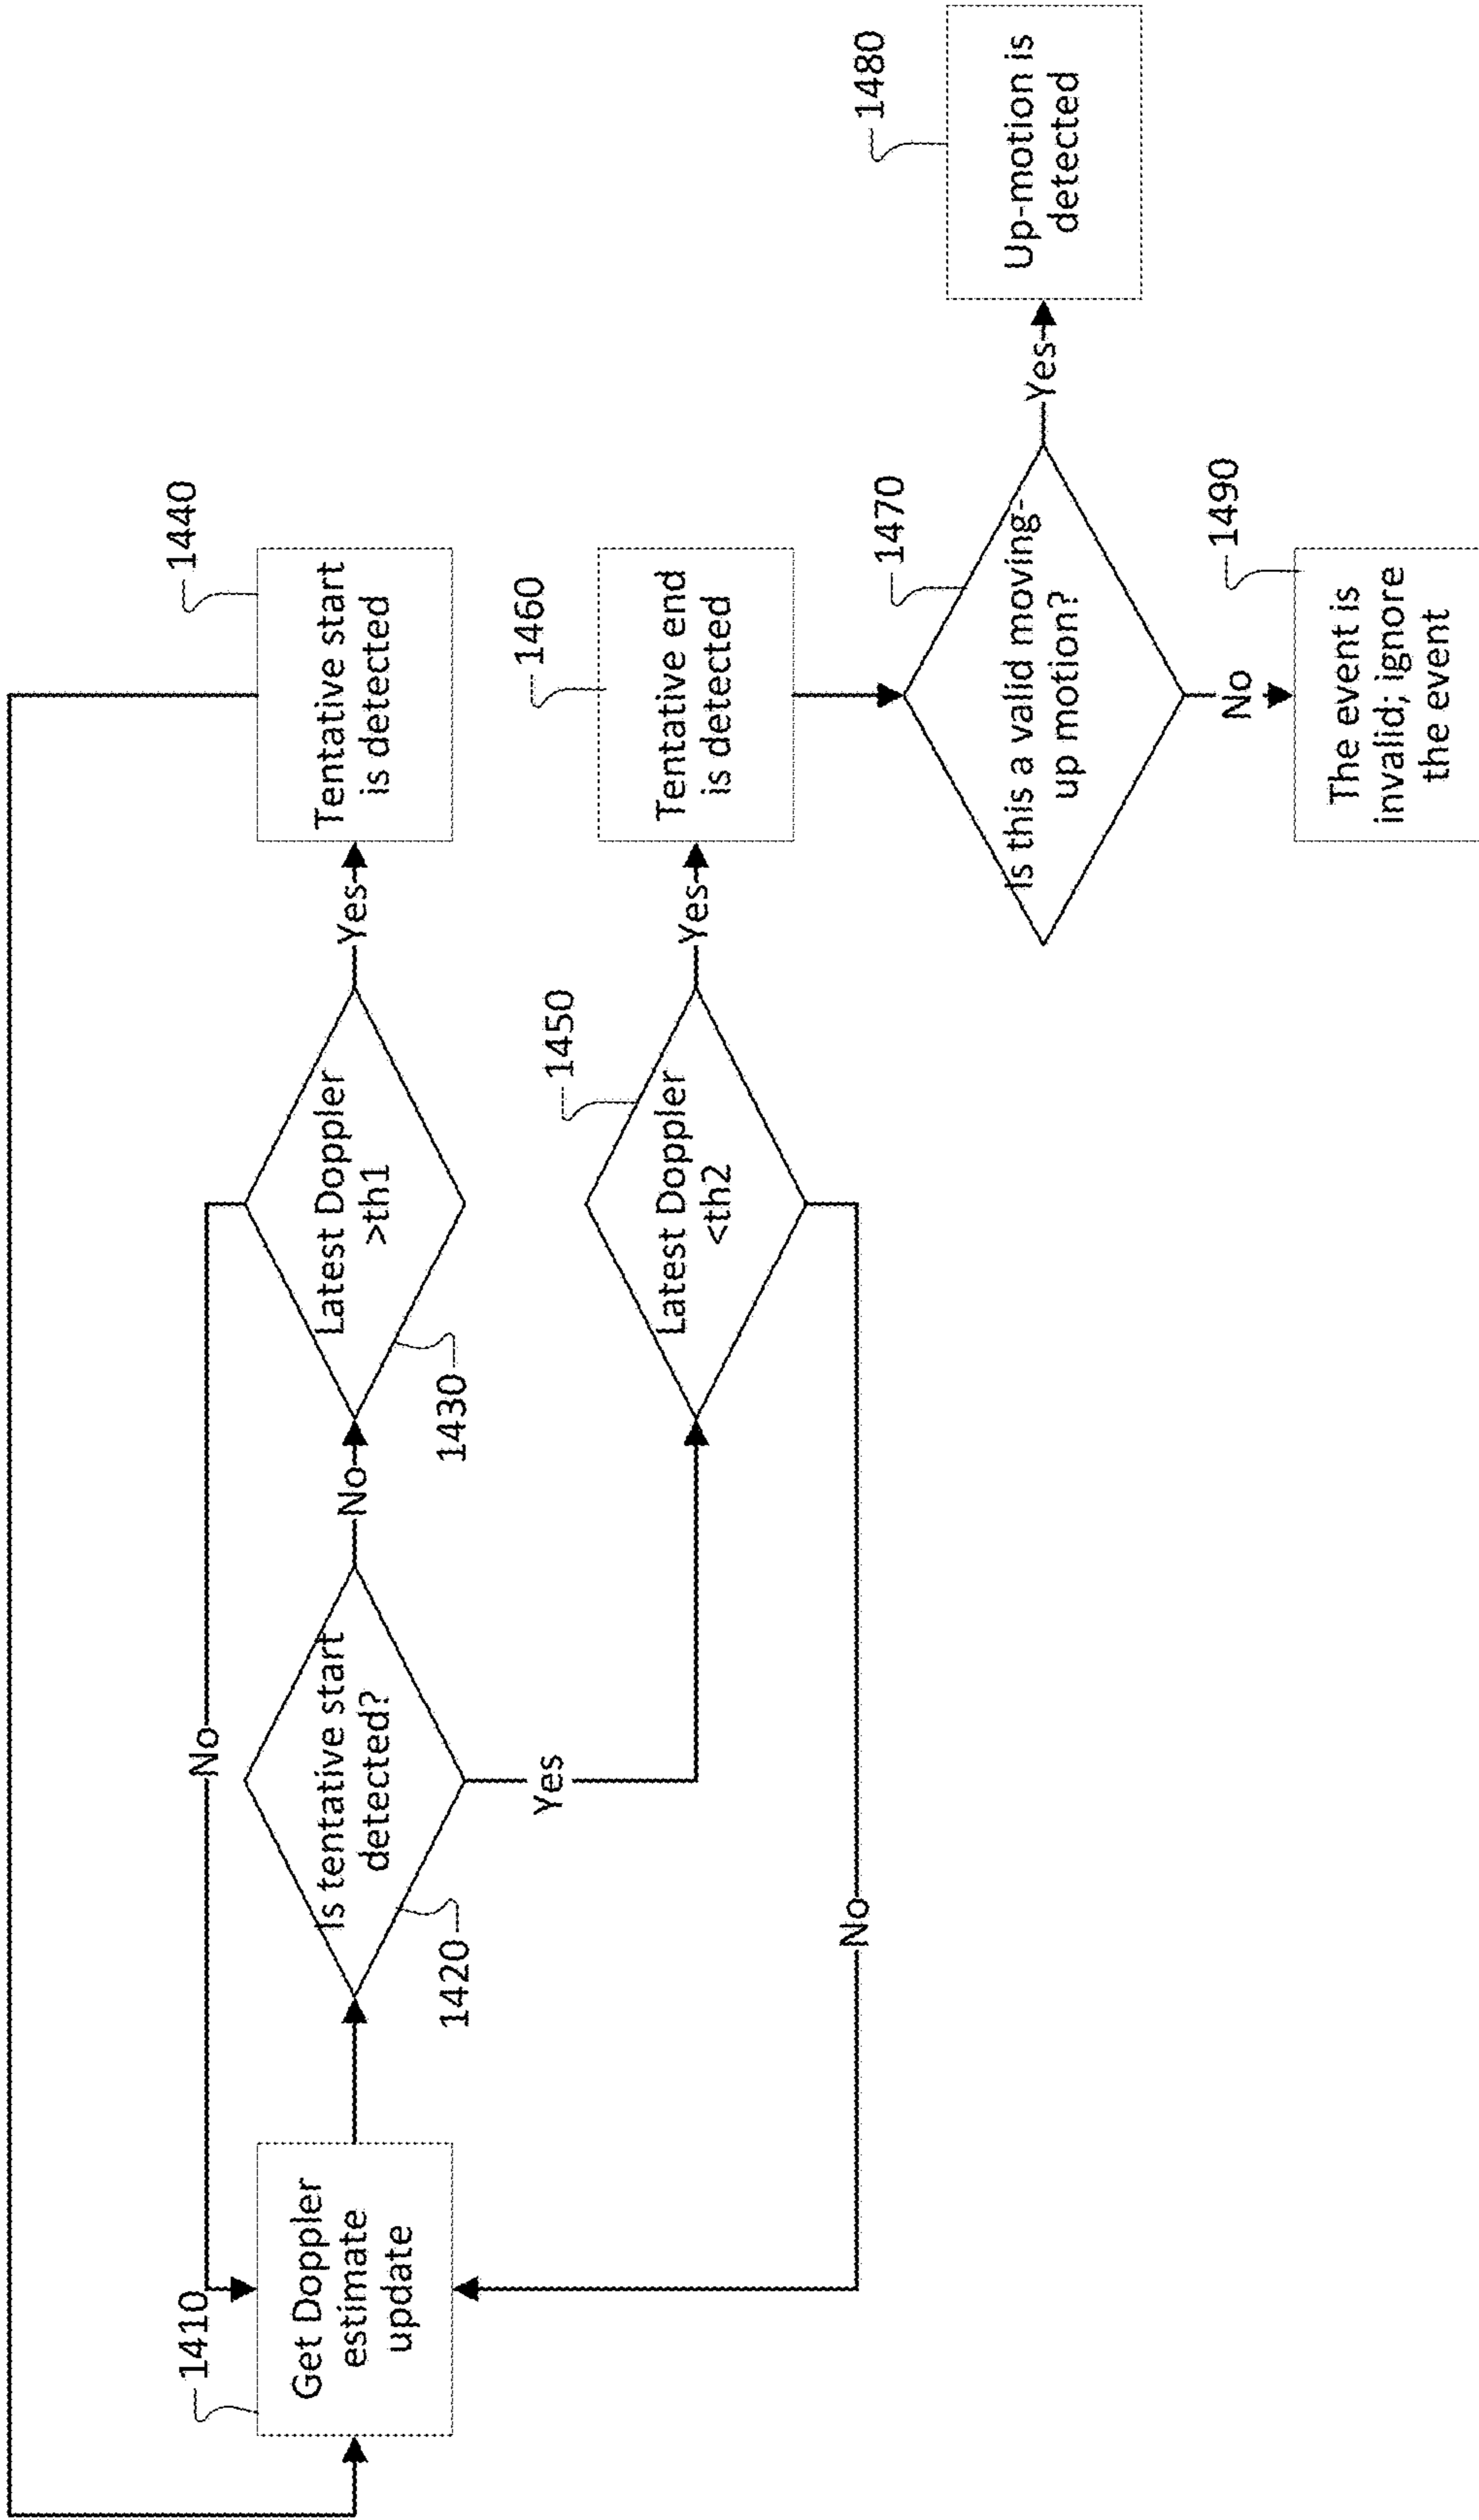 1410
Get Doppler
estimate
update
1420
Is tentative start
detected?
No
Yes
1430
Latest Doppler
>th1
No
Yes
1440
Tentative start
is detected
1450
Latest Doppler
<th2
No
Yes
1460
Tentative end
is detected
1470
Is this a valid moving-
up motion?
Yes
1480
Up-motion is
detected
No
1490
The event is
invalid; ignore
the event